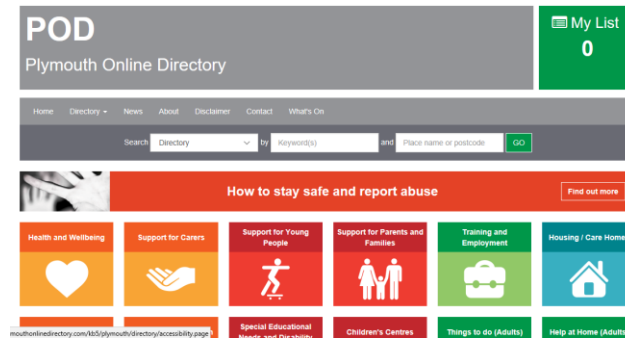 POD
Plymouth Online Directory
My List
0
Home Directory News About Disclaimer Contact What's On
Search Directory by Keyword(s) and Place name or postcode GO
How to stay safe and report abuse
Find out more
Health and Wellbeing
Support for Carers
Support for Young
People
Support for Parents and
Families
Training and
Employment
Housing / Care Home
mouthonlinedirectory.com/kb5/plymouth/directory/accessibility.page
Special Educational
Needs and Disability
Children's Centres
Things to do (Adults)
Help at Home (Adults